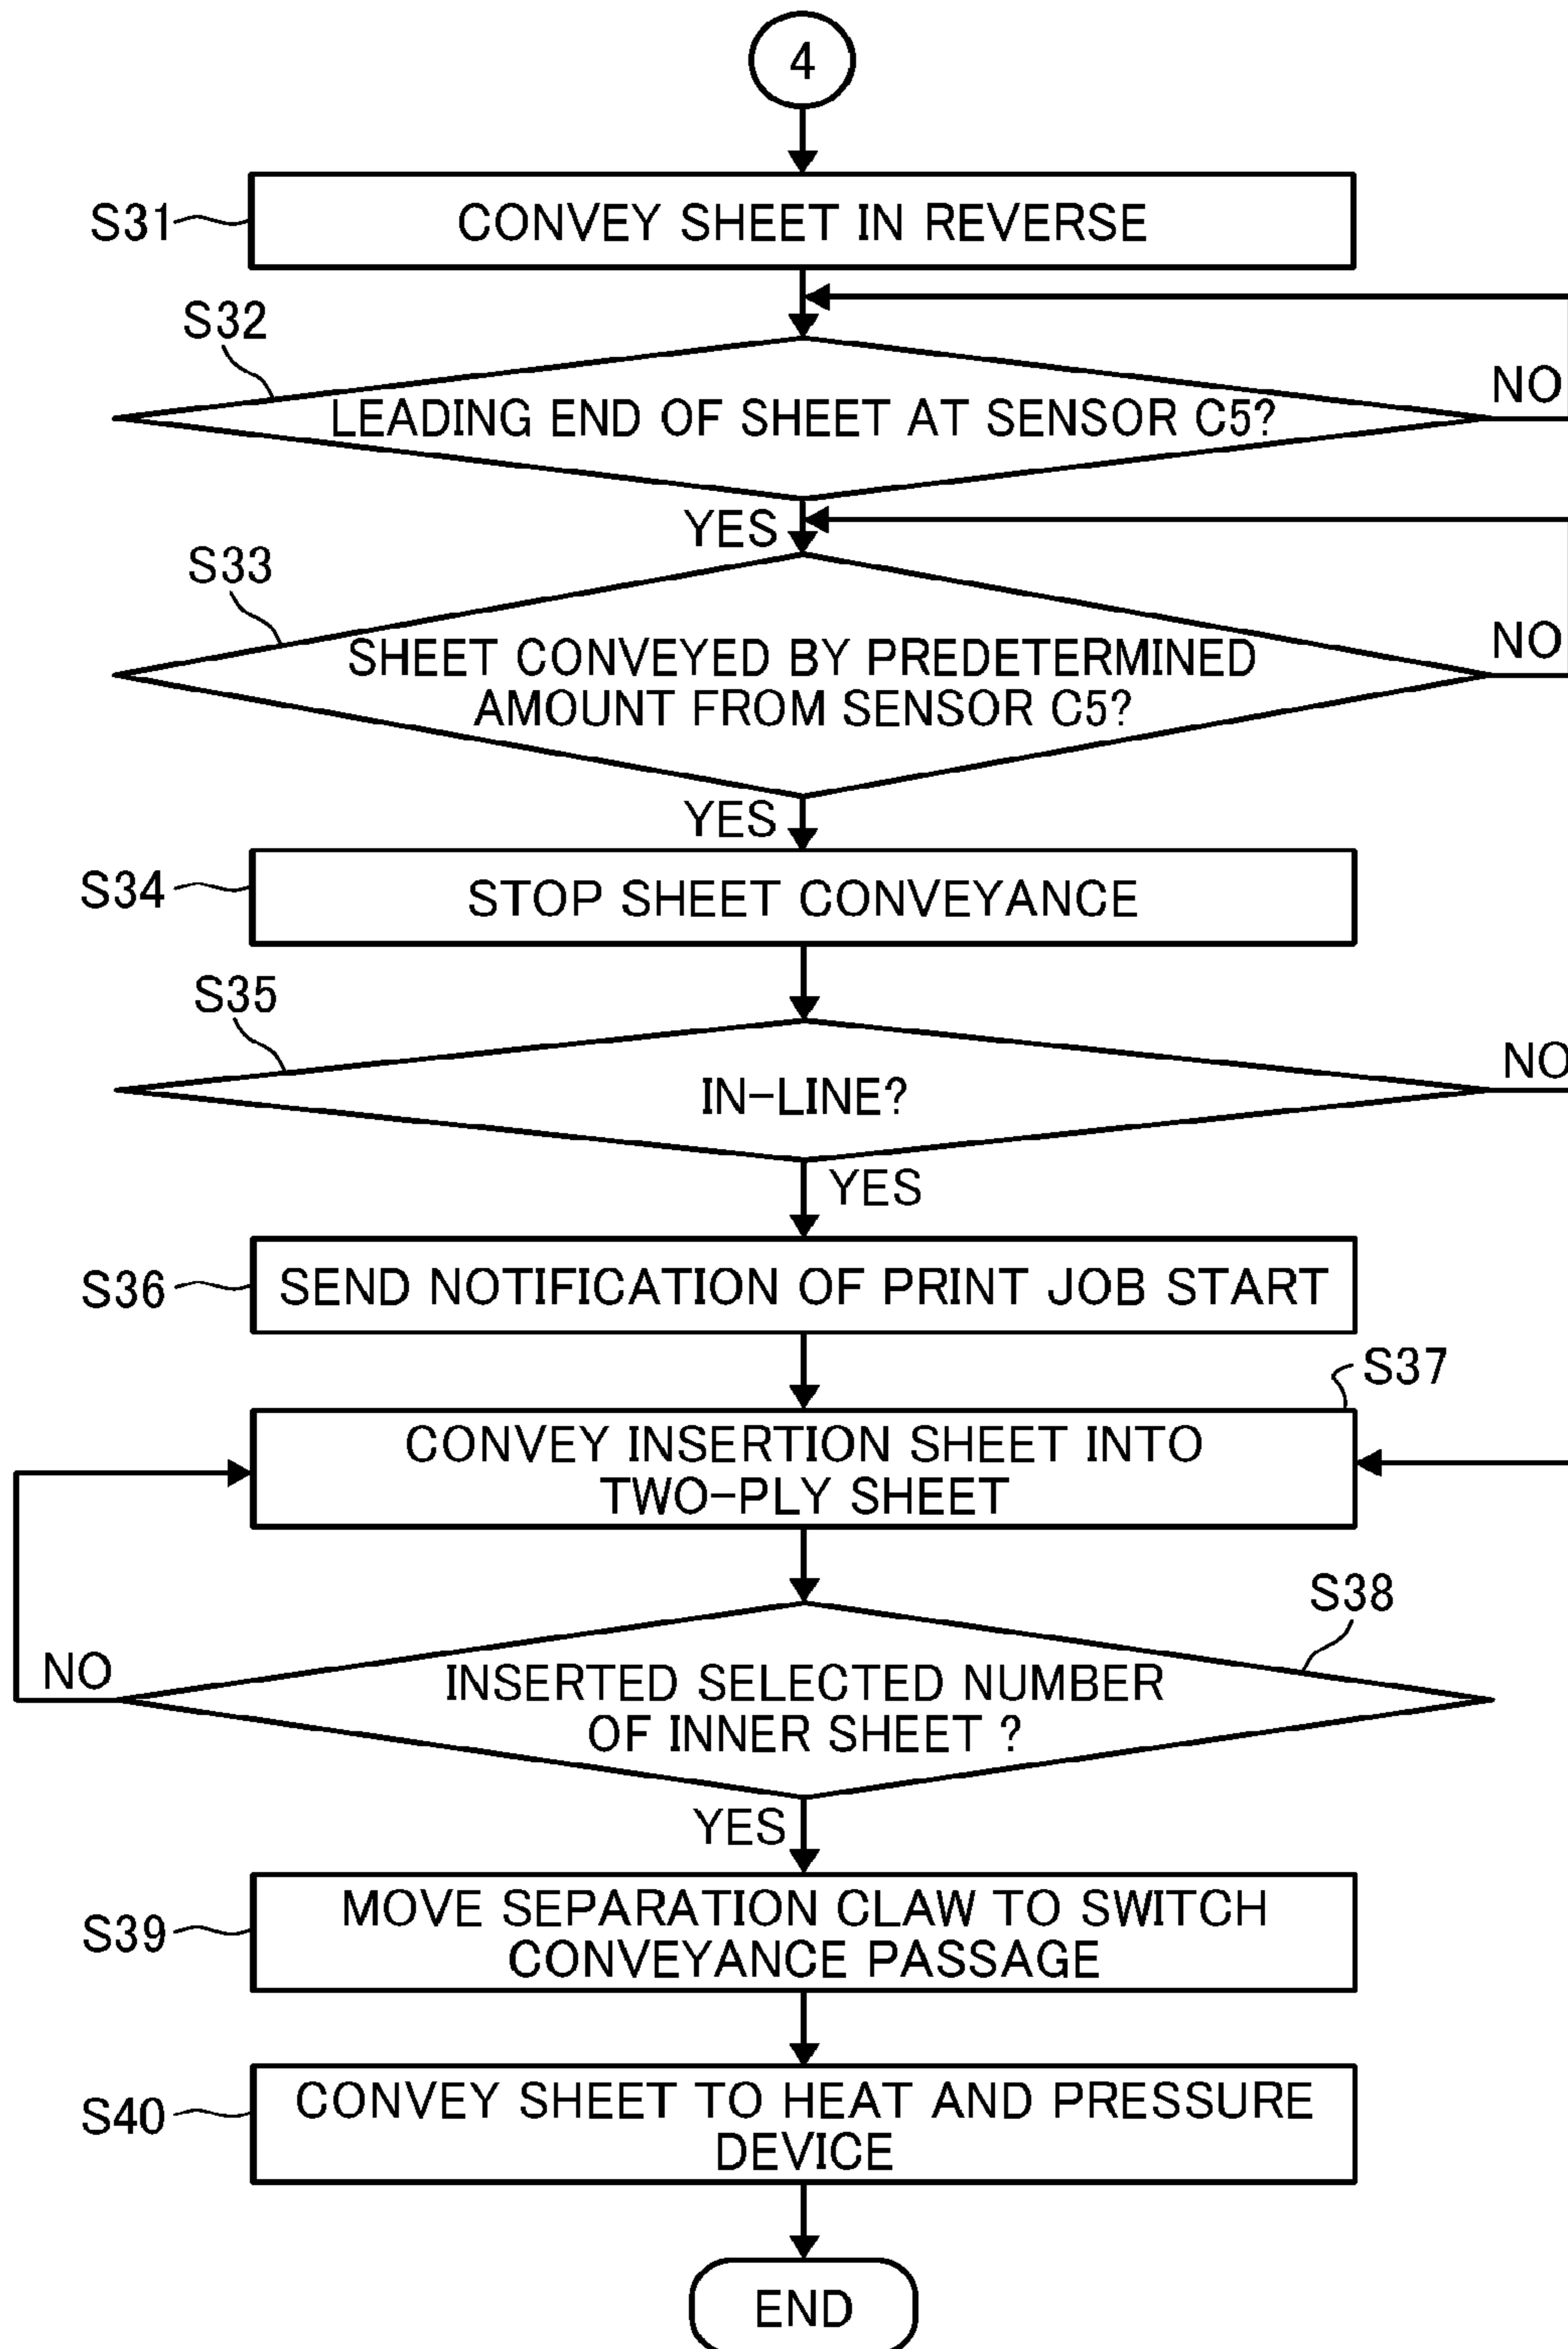 4
S31
CONVEY SHEET IN REVERSE
S32
LEADING END OF SHEET AT SENSOR C5?
NO
YES
S33
SHEET CONVEYED BY PREDETERMINED
AMOUNT FROM SENSOR C5?
NO
YES
S34
STOP SHEET CONVEYANCE
S35
IN-LINE?
NO
YES
S36
SEND NOTIFICATION OF PRINT JOB START
S37
CONVEY INSERTION SHEET INTO
TWO-PLY SHEET
S38
NO
INSERTED SELECTED NUMBER
OF INNER SHEET ?
YES
S39
MOVE SEPARATION CLAW TO SWITCH
CONVEYANCE PASSAGE
S40
CONVEY SHEET TO HEAT AND PRESSURE
DEVICE
END